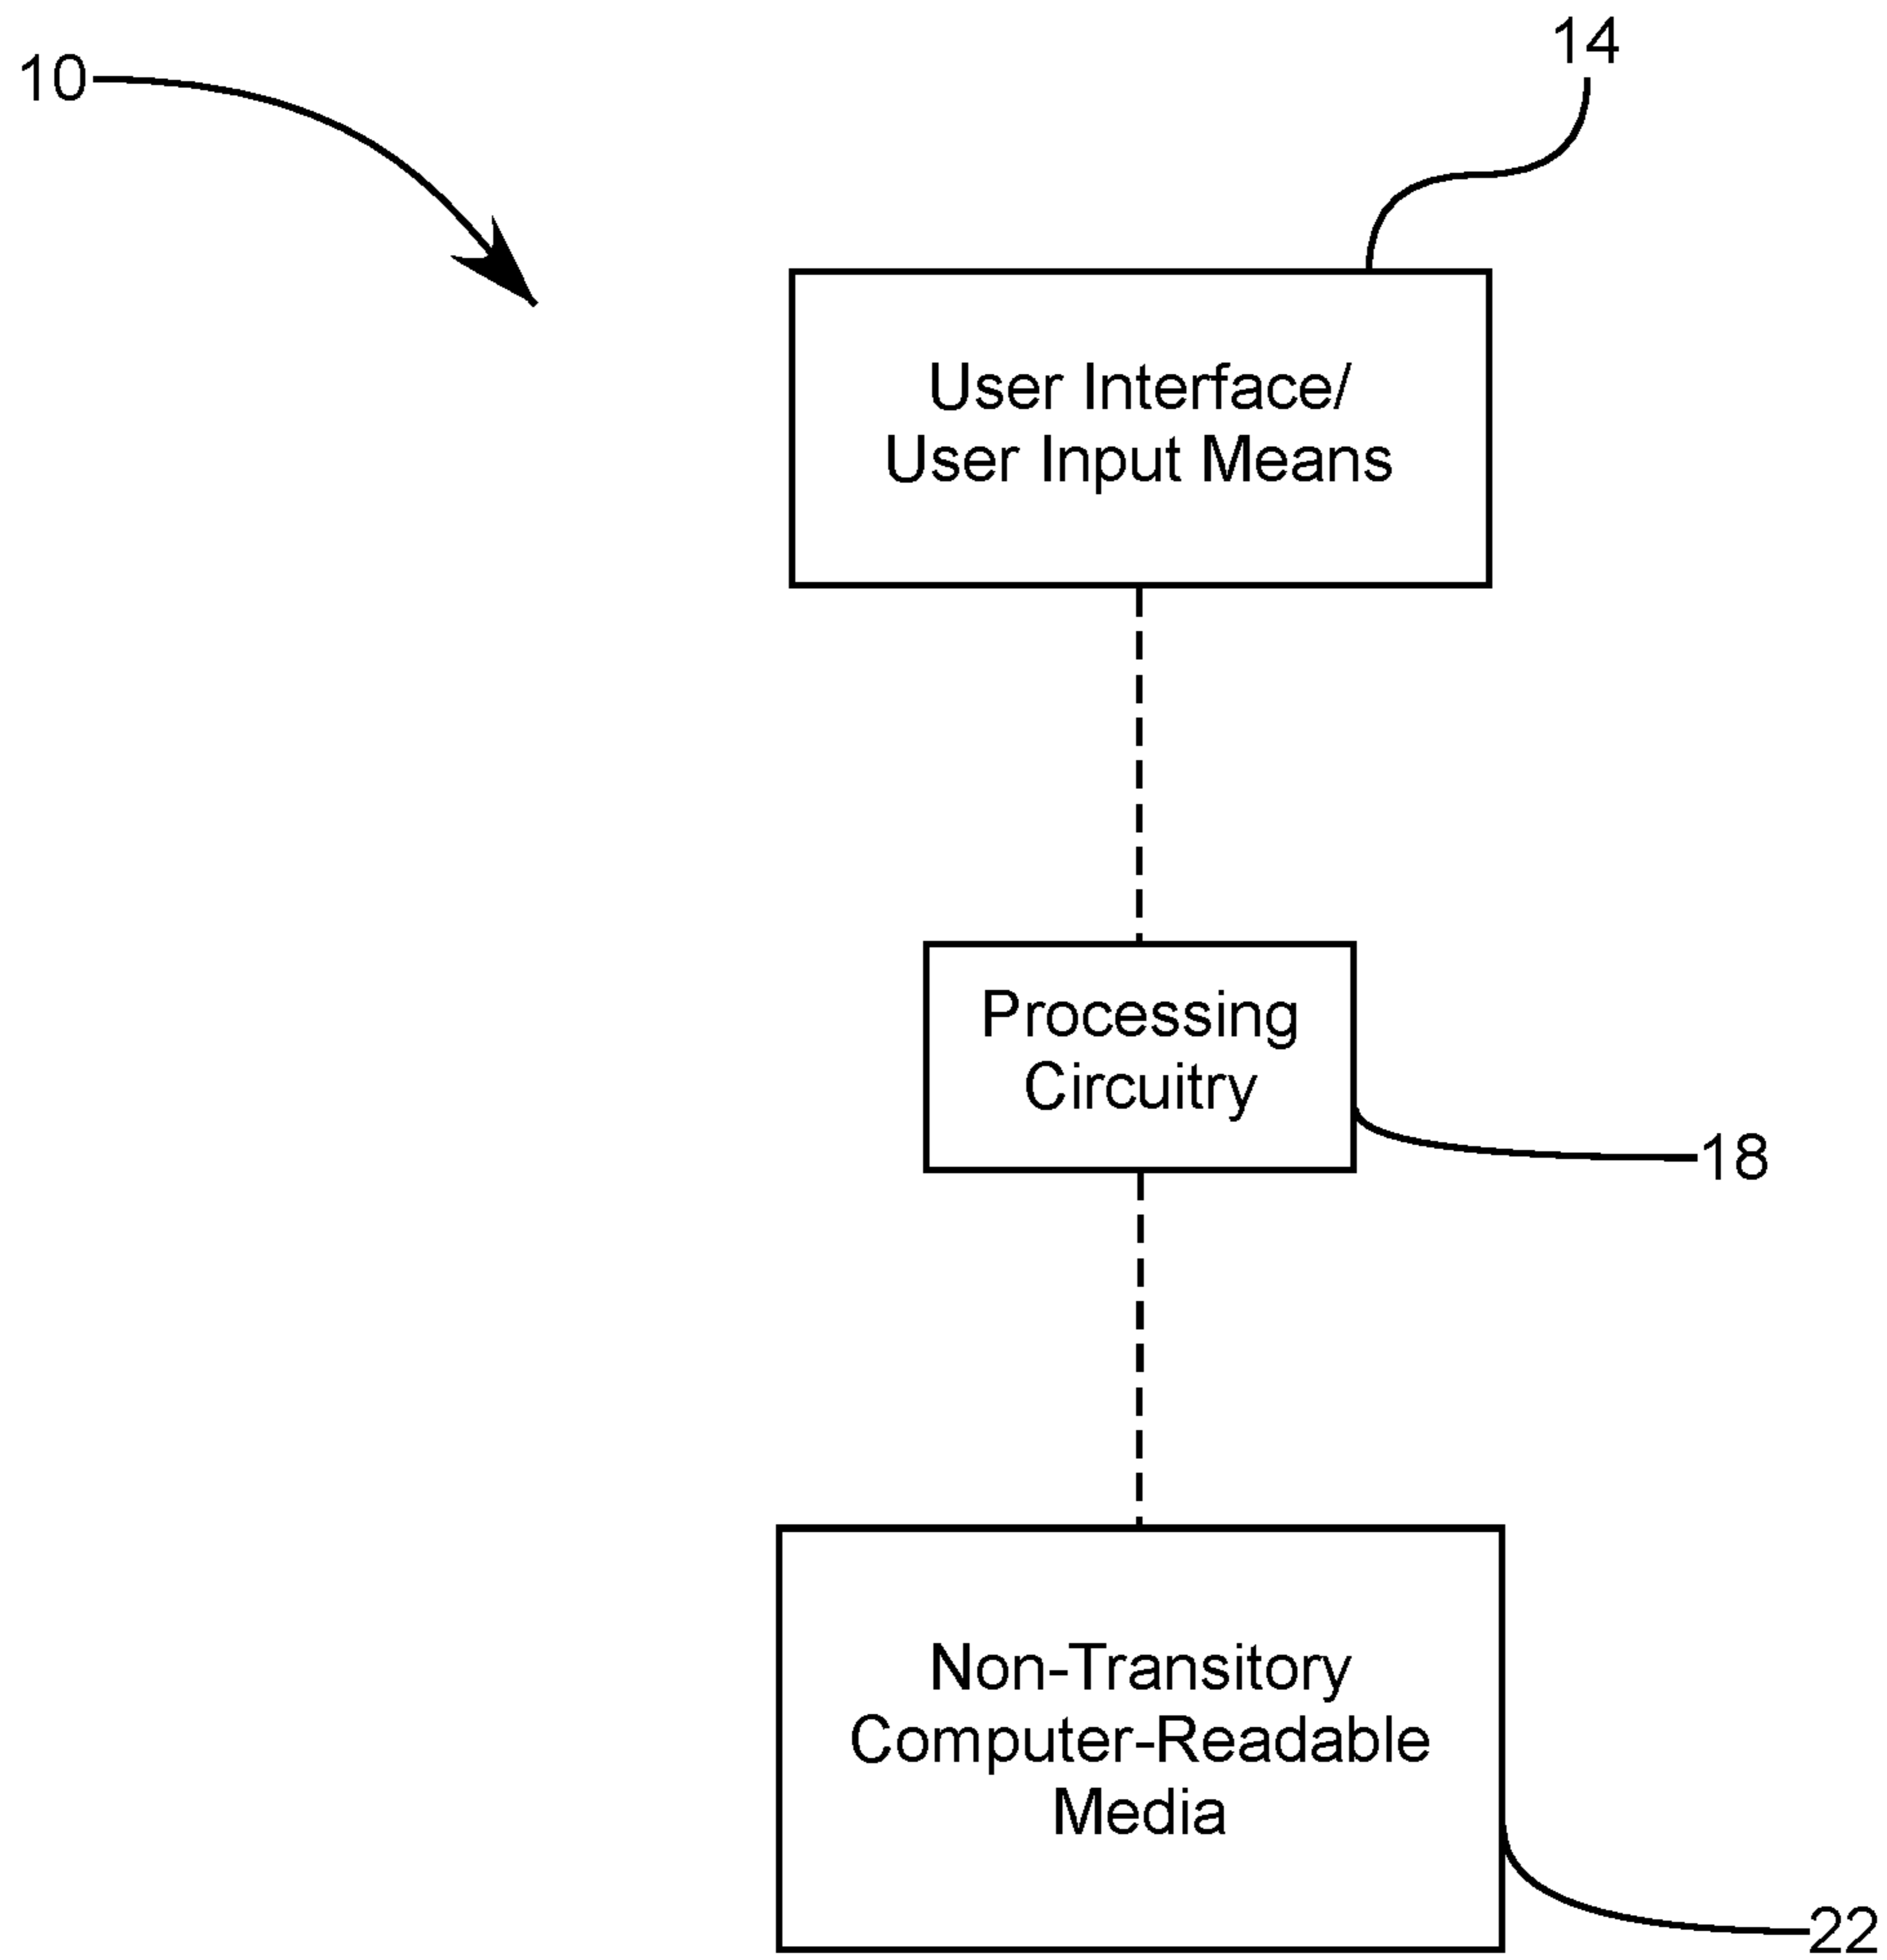 10
14
User Interface/
User Input Means
Processing
Circuitry
18
Non-Transitory
Computer-Readable
Media
22